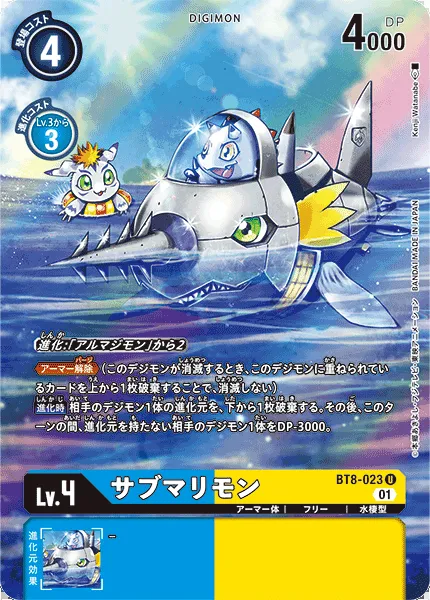 DIGIMON
登場コスト
4
DP
4000
進化コスト
Lv.3から
3
Kenji Watanabe
BANDAI MADE IN JAPAN
©本郷あきよし・フジテレビ・東映アニメーション
進化：「アルマジモン」から2
アーマー解除 (このデジモンが消滅するとき、このデジモンに重ねられて
いるカードを上から1枚破棄することで、消滅しない)
進化時 相手のデジモン1体の進化元を、下から1枚破棄する。その後、このタ
ーンの間、進化元を持たない相手のデジモン1体をDP-3000。
BT8-023 U
01
Lv.4
サブマリモン
アーマー体 | フリー | 水棲型
進化元効果
-